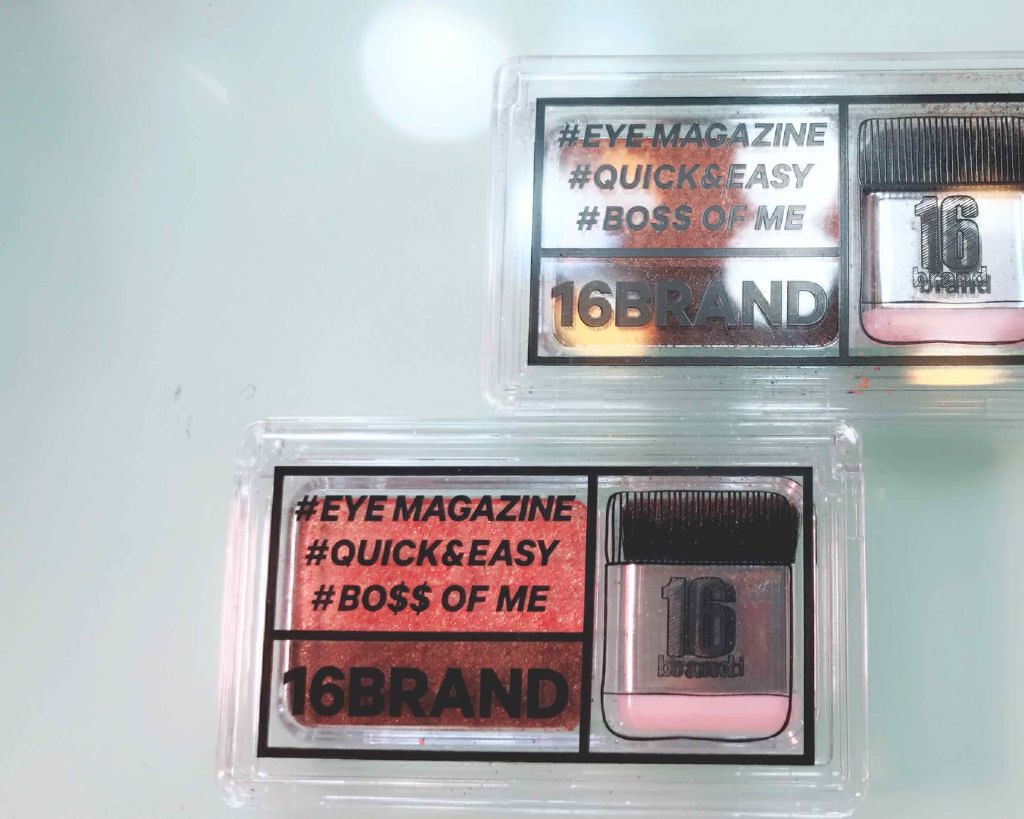 #EYE MAGAZINE
#QUICK&EASY
#BO$$ OF ME
16BRAND
16
brand
#EYE MAGAZINE
#QUICK&EASY
#BO$$ OF ME
16BRAND
16
brand